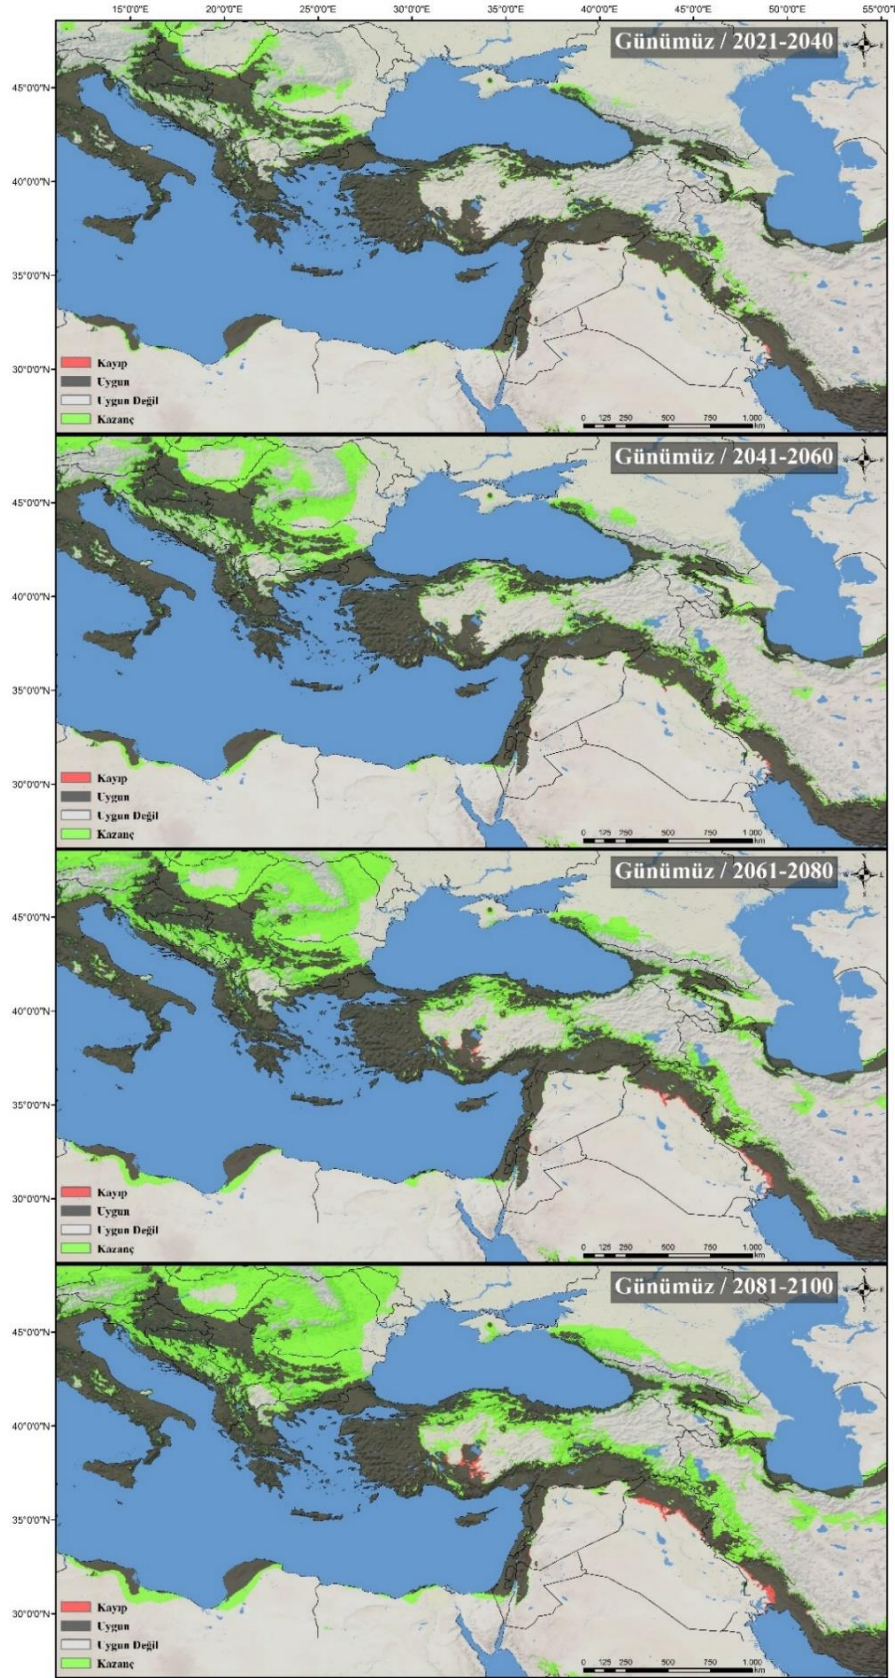 15°0'0"E 20°0'0"E 25°0'0"E 30°0'0"E 35°0'0"E 40°0'0"E 45°0'0"E 50°0'0"E 55°0'0"E
Günümüz / 2021-2040
45°0'0"N
40°0'0"N
35°0'0"N
30°0'0"N
Kayıp
Uygun
Uygun Değil
Kazanç
0 125 250 500 750 1.000
km
Günümüz / 2041-2060
45°0'0"N
40°0'0"N
35°0'0"N
30°0'0"N
Kayıp
Uygun
Uygun Değil
Kazanç
0 125 250 500 750 1.000
km
Günümüz / 2061-2080
45°0'0"N
40°0'0"N
35°0'0"N
30°0'0"N
Kayıp
Uygun
Uygun Değil
Kazanç
0 125 250 500 750 1.000
km
Günümüz / 2081-2100
45°0'0"N
40°0'0"N
35°0'0"N
30°0'0"N
Kayıp
Uygun
Uygun Değil
Kazanç
0 125 250 500 750 1.000
km